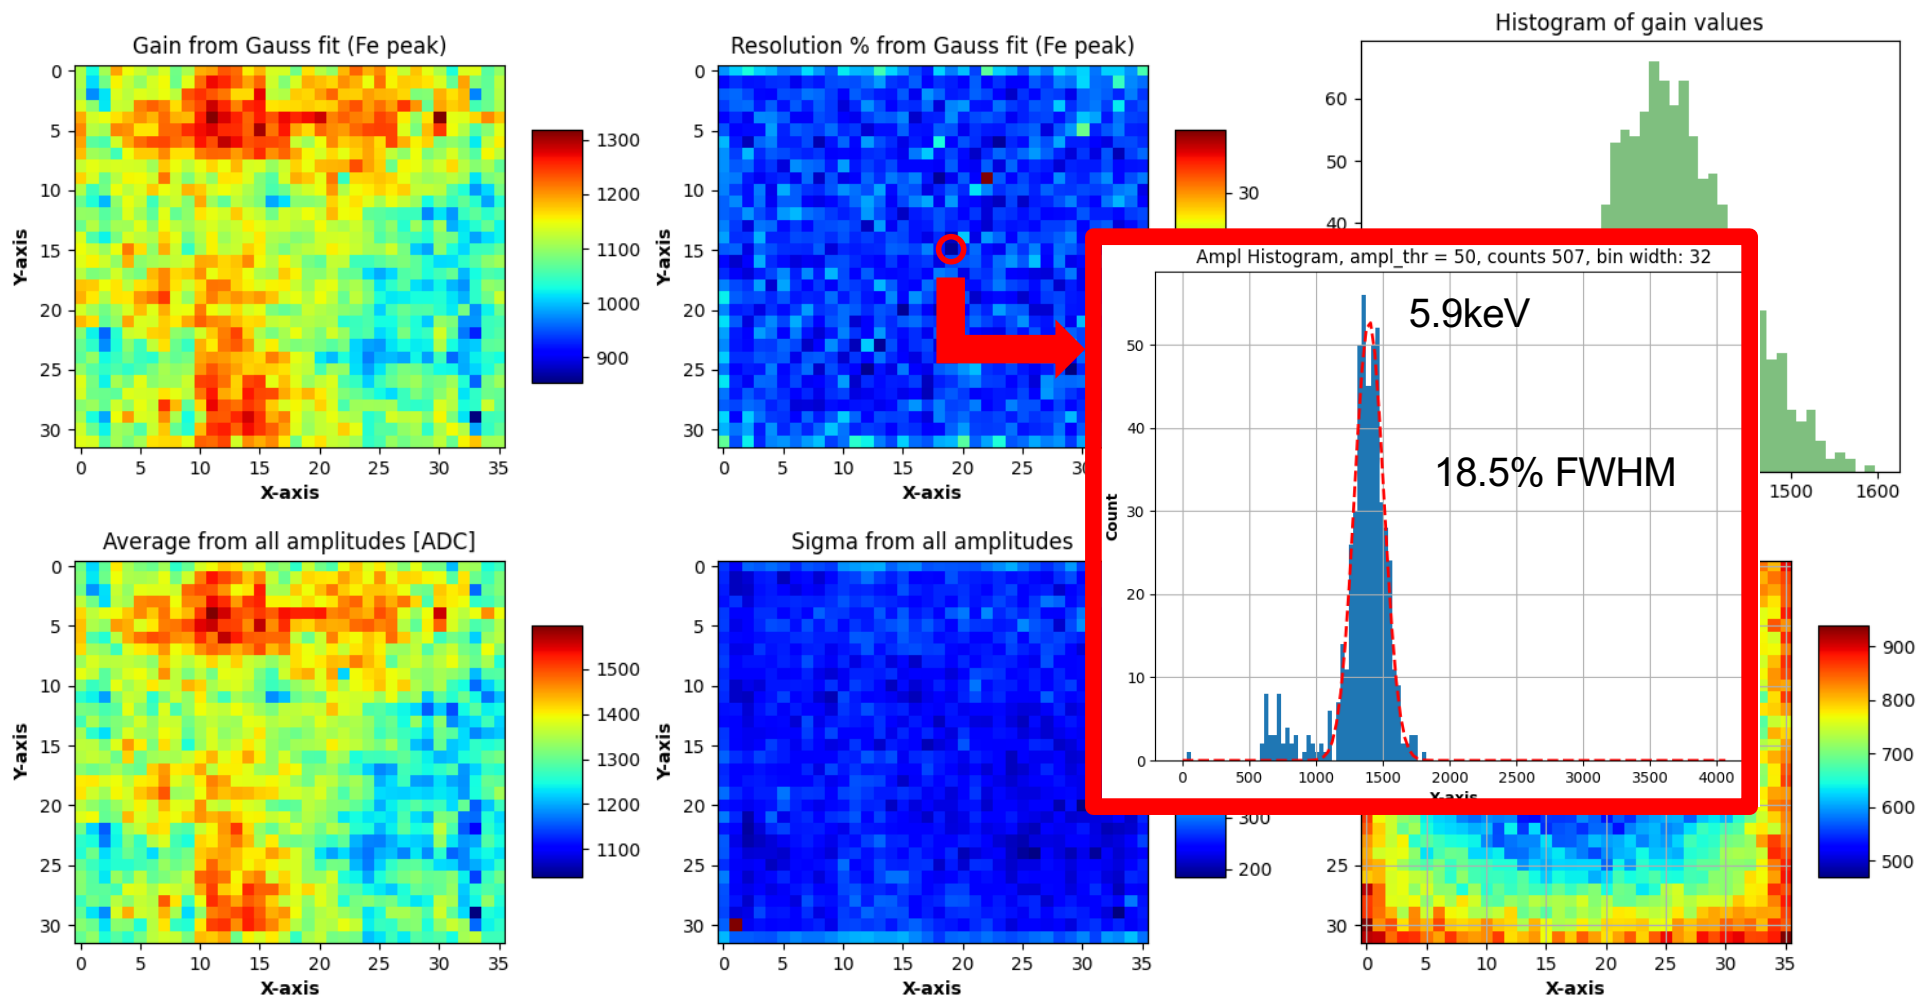 Histogram of gain values
Gain from Gauss fit (Fe peak)
Resolution % from Gauss fit (Fe peak)
0
5
10
15
20
25
30
Y-axis
0 5 10 15 20 25 30 35
X-axis
1300
1200
1100
1000
900
0
5
10
15
20
25
30
Y-axis
0 5 10 15 20 25
X-axis
30
60
50
40
1500 1600
Ampl Histogram, ampl_thr = 50, counts 507, bin width: 32
5.9keV
18.5% FWHM
50
40
30
20
10
0
Count
0 500 1000 1500 2000 2500 3000 3500 4000
X-axis
Average from all amplitudes [ADC]
Sigma from all amplitudes
0
5
10
15
20
25
30
Y-axis
0 5 10 15 20 25 30 35
X-axis
1500
1400
1300
1200
1100
0
5
10
15
20
25
30
Y-axis
0 5 10 15 20 25 30 35
X-axis
300
200
25
30
0 5 10 15 20 25 30 35
X-axis
900
800
700
600
500